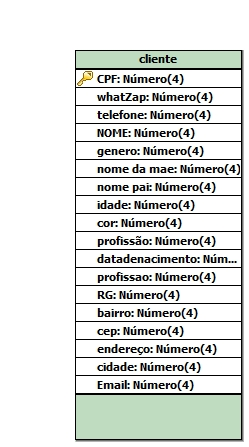 cliente
CPF: Número(4)
whatZap: Número(4)
telefone: Número(4)
NOME: Número(4)
genero: Número(4)
nome da mae: Número(4)
nome pai: Número(4)
idade: Número(4)
cor: Número(4)
profissão: Número(4)
datadenacimento: Núm...
profissao: Número(4)
RG: Número(4)
bairro: Número(4)
cep: Número(4)
endereço: Número(4)
cidade: Número(4)
Email: Número(4)